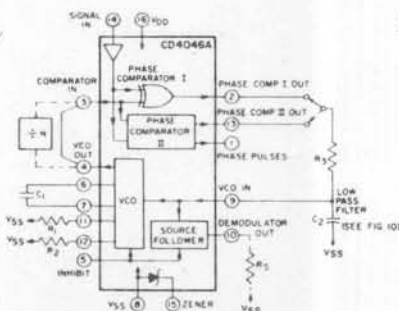 SIGNAL IN
14
16 VDD
CD4046A
PHASE COMPARATOR I
COMPARATOR IN
3
PHASE COMP I OUT
2
PHASE COMP II OUT
13
PHASE COMPARATOR II
÷ N
1
PHASE PULSES
VCO OUT
4
R3
6
C1
7
VCO
VCO IN
9
LOW PASS FILTER
VSS
R1
11
DEMODULATOR OUT
C2
(SEE FIG 10)
VSS
R2
12
SOURCE FOLLOWER
10
VSS
5
INHIBIT
RS
VSS
8
15
ZENER
VSS